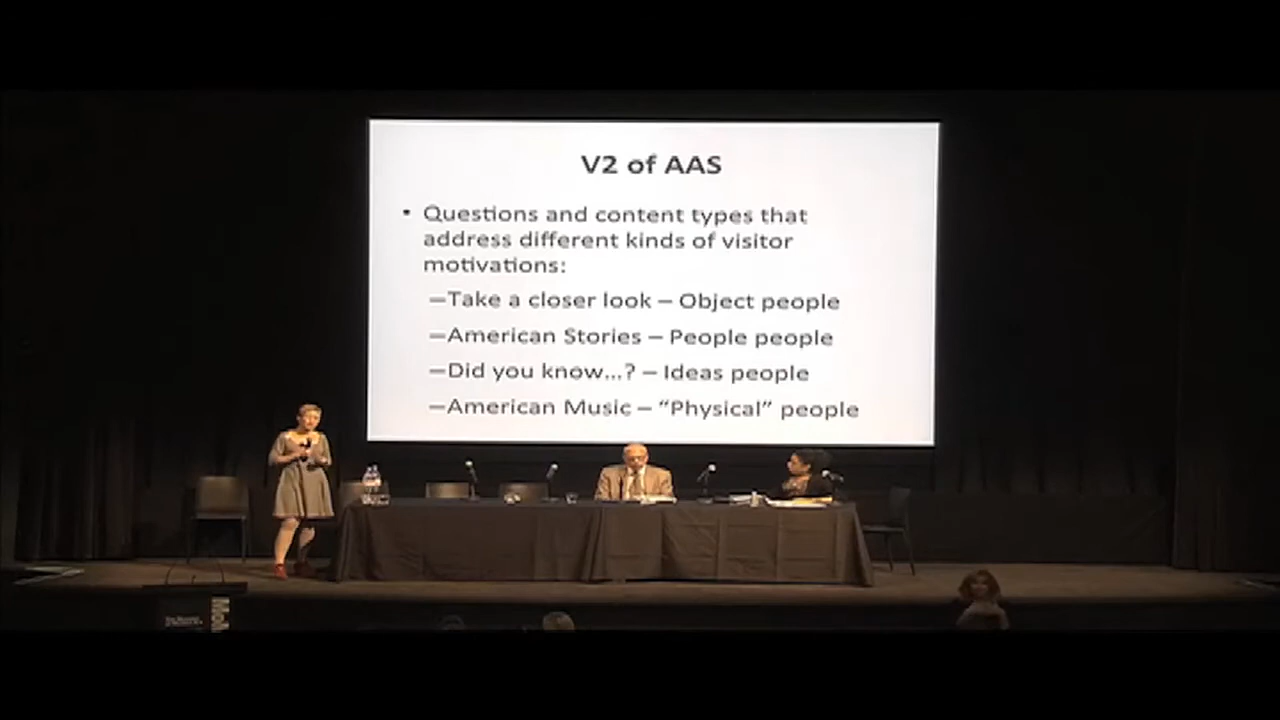 V2 of AAS
• Questions and content types that
address different kinds of visitor
motivations:
–Take a closer look – Object people
–American Stories – People people
–Did you know...? – Ideas people
–American Music – “Physical” people
MoM